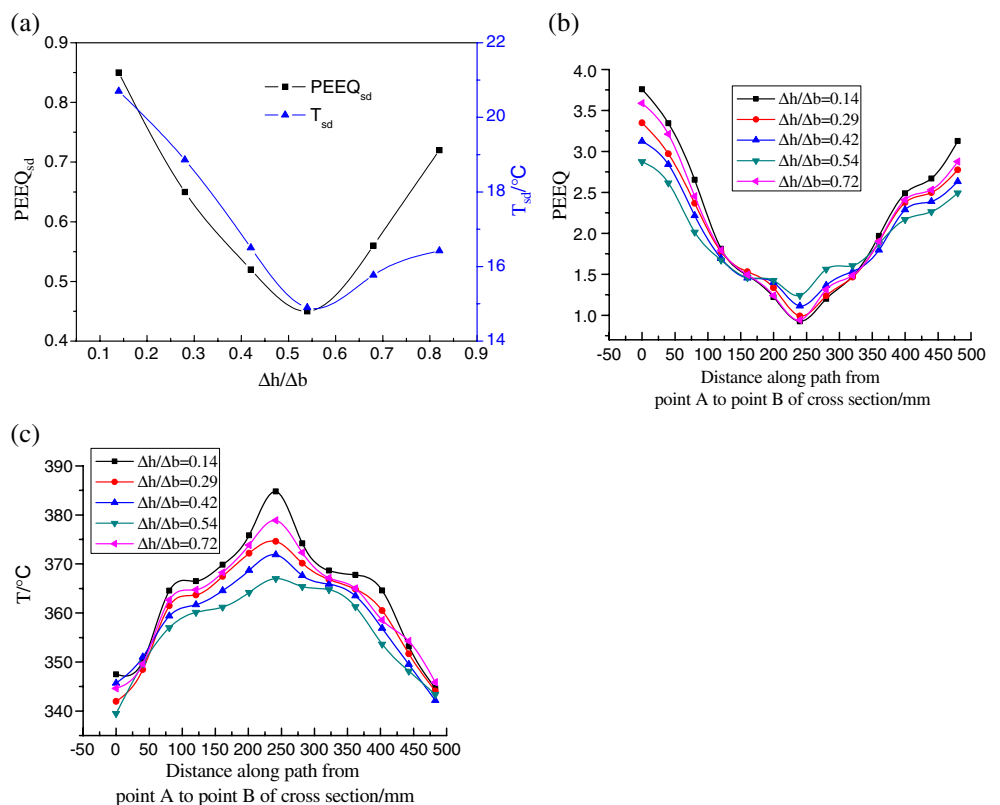 (a)
0.9
0.8
0.7
0.6
0.5
0.4
PEEQsd
0.1 0.2 0.3 0.4 0.5 0.6 0.7 0.8 0.9
Δh/Δb
22
20
18
16
14
Tsd/°C
PEEQsd
Tsd
(b)
4.0
3.5
3.0
2.5
2.0
1.5
1.0
PEEQ
Δh/Δb=0.14
Δh/Δb=0.29
Δh/Δb=0.42
Δh/Δb=0.54
Δh/Δb=0.72
-50 0 50 100 150 200 250 300 350 400 450 500
Distance along path from
point A to point B of cross section/mm
(c)
390
380
370
360
350
340
T/°C
Δh/Δb=0.14
Δh/Δb=0.29
Δh/Δb=0.42
Δh/Δb=0.54
Δh/Δb=0.72
-50 0 50 100 150 200 250 300 350 400 450 500
Distance along path from
point A to point B of cross section/mm